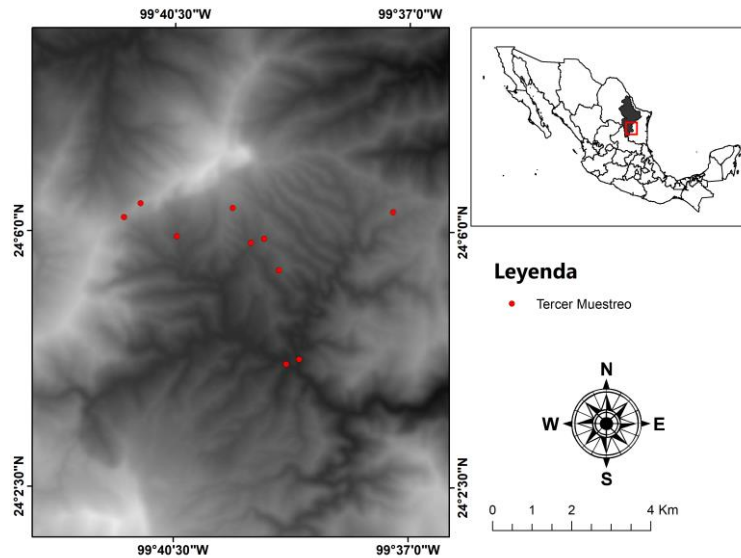 99°40'30"W 99°37'0"W
24°6'0"N 24°6'0"N
24°2'30"N 24°2'30"N
99°40'30"W 99°37'0"W
Leyenda
Tercer Muestreo
N
W E
S
0 1 2 4 Km